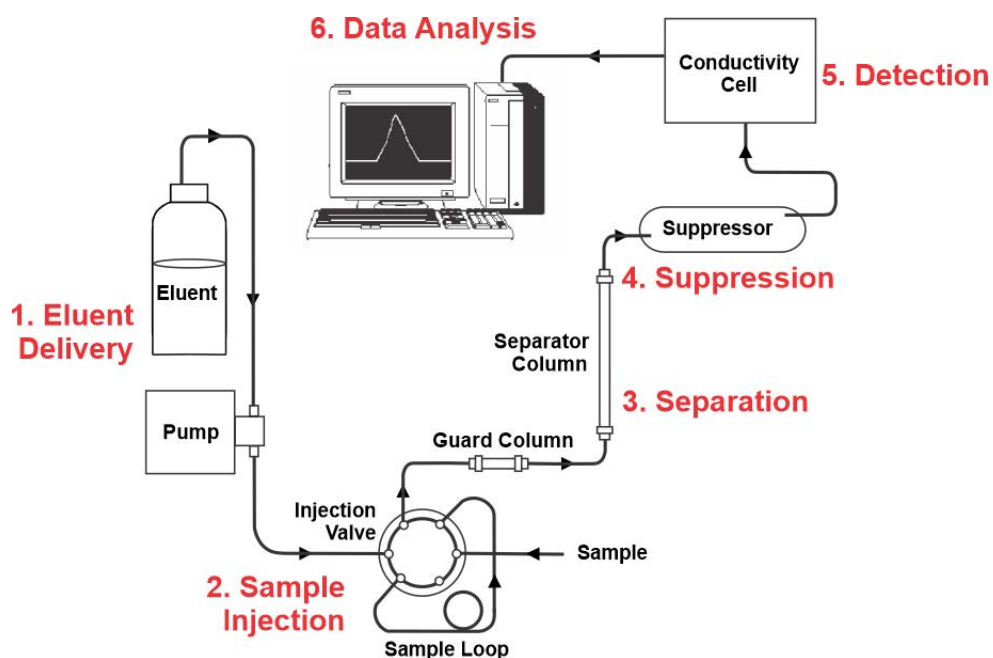 6. Data Analysis
Conductivity
Cell
5. Detection
Suppressor
4. Suppression
Eluent
1. Eluent
Delivery
Separator
Column
3. Separation
Pump
Guard Column
Injection
Valve
Sample
2. Sample
Injection
Sample Loop